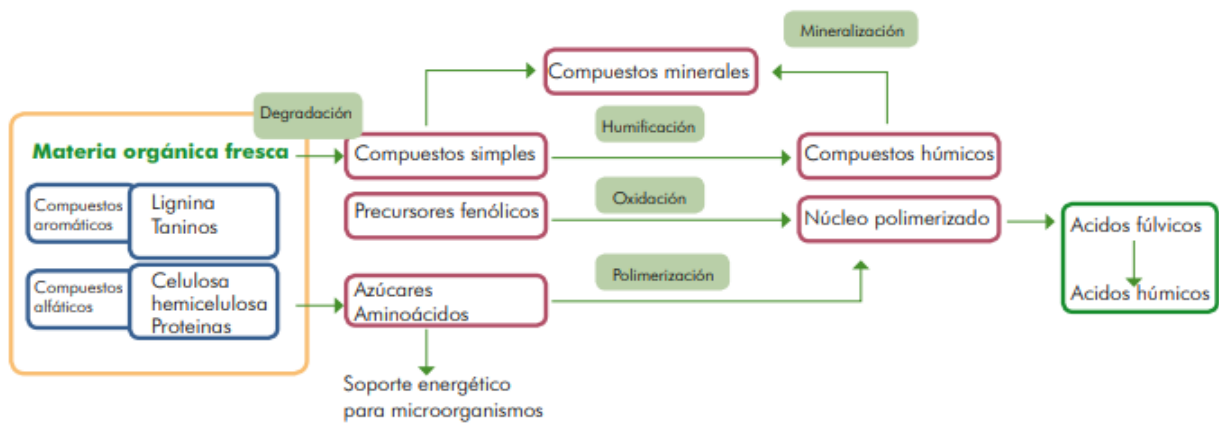 Mineralización
Compuestos minerales
Degradación
Humificación
Materia orgánica fresca
Compuestos simples
Compuestos húmicos
Compuestos
aromáticos
Lignina
Taninos
Precursores fenólicos
Oxidación
Núcleo polimerizado
Acidos fúlvicos
Acidos húmicos
Polimerización
Compuestos
alfáticos
Celulosa
hemicelulosa
Proteinas
Azúcares
Aminoácidos
Soporte energético
para microorganismos